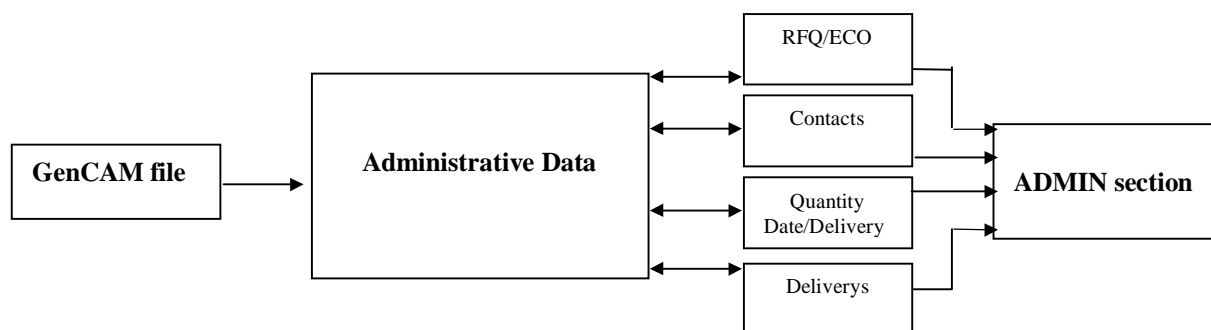 GenCAM file
Administrative Data
RFQ/ECO
Contacts
Quantity
Date/Delivery
Deliverys
ADMIN section